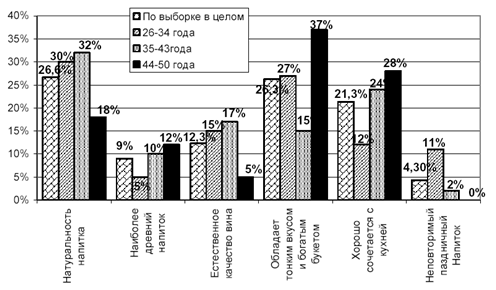 40%
35%
30%
25%
20%
15%
10%
5%
0%
По выборке в целом
26-34 года
35-43года
44-50 года
26,6%
30%
32%
18%
9%
5%
10%
12%
12,3%
15%
17%
5%
26,3%
27%
15%
37%
21,3%
12%
24%
28%
4,30%
11%
2%
0%
Натуральность
напитка
Наиболее
древний
напиток
Естественное
качество вина
Обладает
тонким вкусом
и богатым
букетом
Хорошо
сочетается с
кухней
Неповторимый
паздничный
Напиток